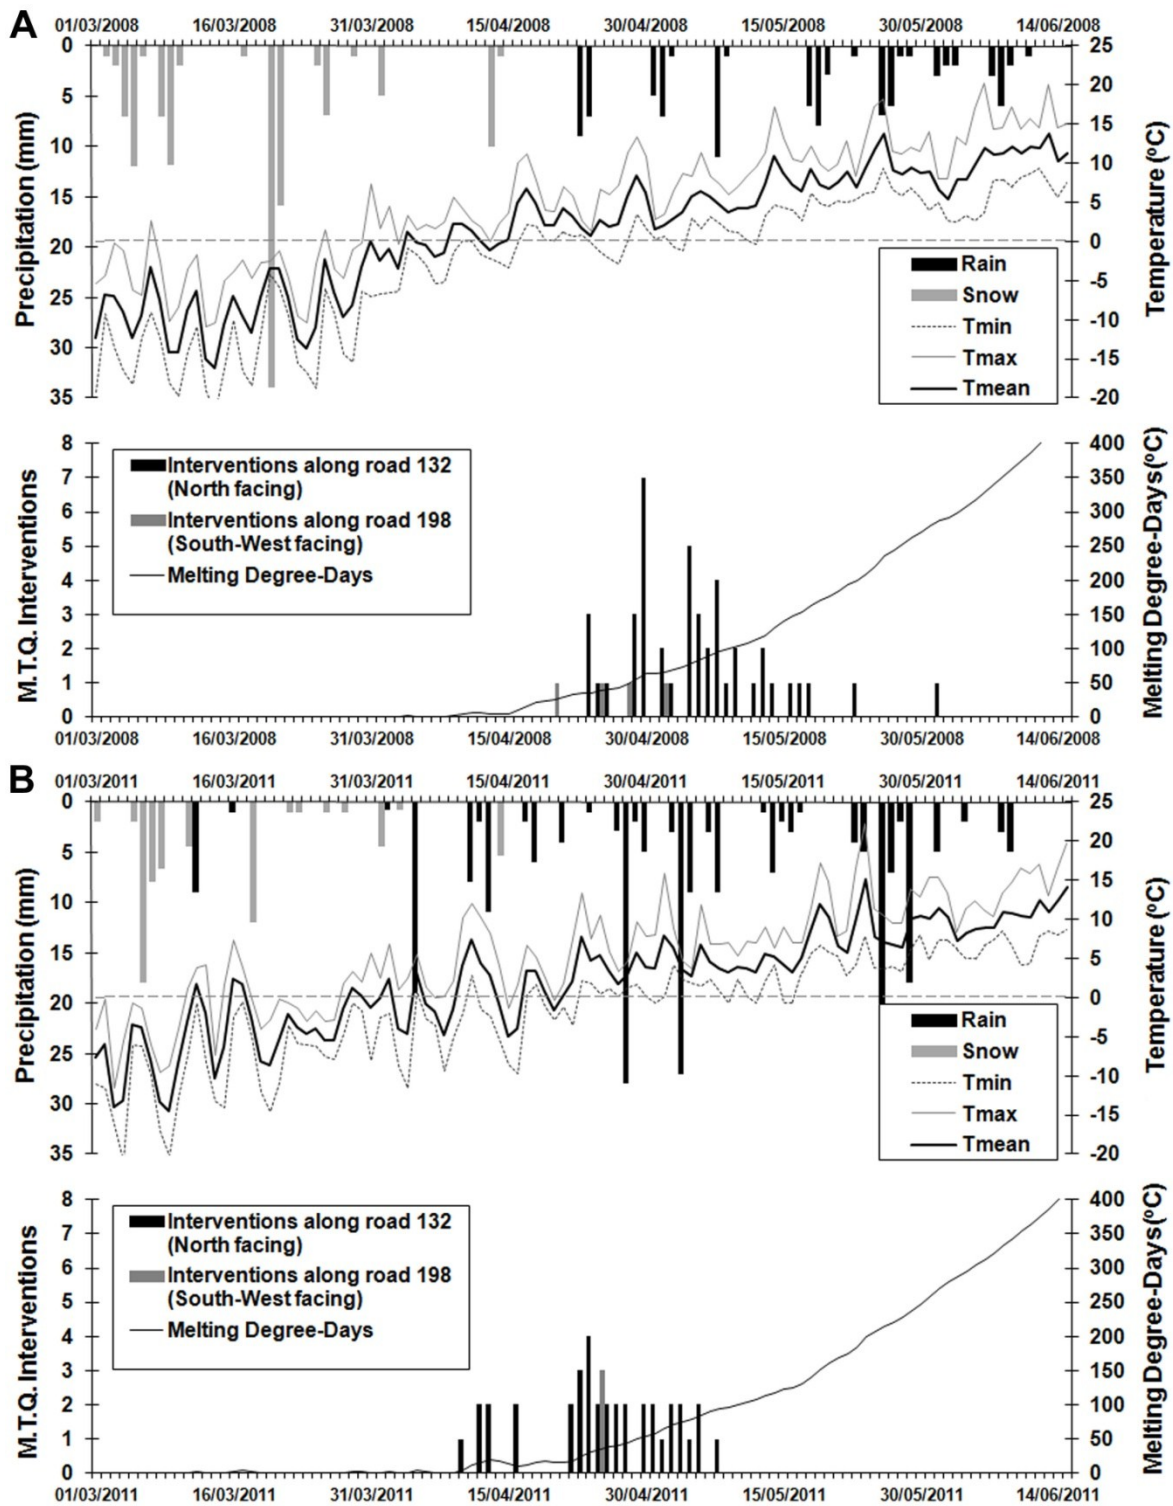 A
01/03/2008 16/03/2008 31/03/2008 15/04/2008 30/04/2008 15/05/2008 30/05/2008 14/06/2008
Precipitation (mm)
0
5
10
15
20
25
30
35
25
20
15
10
5
0
-5
-10
-15
-20
Temperature (ºC)
Rain
Snow
Tmin
Tmax
Tmean
M.T.Q. Interventions
8
7
6
5
4
3
2
1
0
Interventions along road 132
(North facing)
Interventions along road 198
(South-West facing)
Melting Degree-Days
400
350
300
250
200
150
100
50
0
Melting Degree-Days(ºC)
01/03/2008 16/03/2008 31/03/2008 15/04/2008 30/04/2008 15/05/2008 30/05/2008 14/06/2008
B
01/03/2011 16/03/2011 31/03/2011 15/04/2011 30/04/2011 15/05/2011 30/05/2011 14/06/2011
Precipitation (mm)
0
5
10
15
20
25
30
35
25
20
15
10
5
0
-5
-10
-15
-20
Temperature (ºC)
Rain
Snow
Tmin
Tmax
Tmean
M.T.Q. Interventions
8
7
6
5
4
3
2
1
0
Interventions along road 132
(North facing)
Interventions along road 198
(South-West facing)
Melting Degree-Days
400
350
300
250
200
150
100
50
0
Melting Degree-Days(ºC)
01/03/2011 16/03/2011 31/03/2011 15/04/2011 30/04/2011 15/05/2011 30/05/2011 14/06/2011